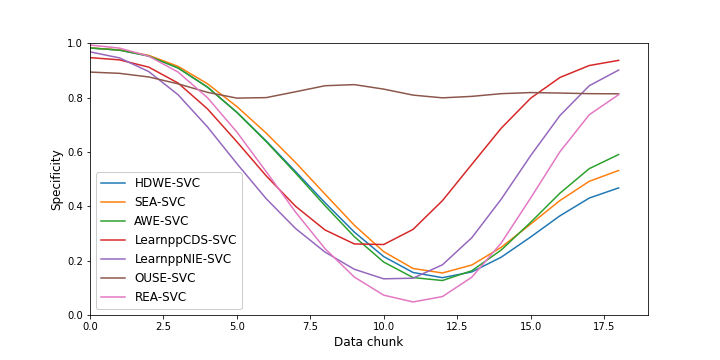 1.0
0.8
0.6
0.4
0.2
0.0
Specificity
HDWE-SVC
SEA-SVC
AWE-SVC
LearnppCDS-SVC
LearnppNIE-SVC
OUSE-SVC
REA-SVC
0.0 2.5 5.0 7.5 10.0 12.5 15.0 17.5
Data chunk